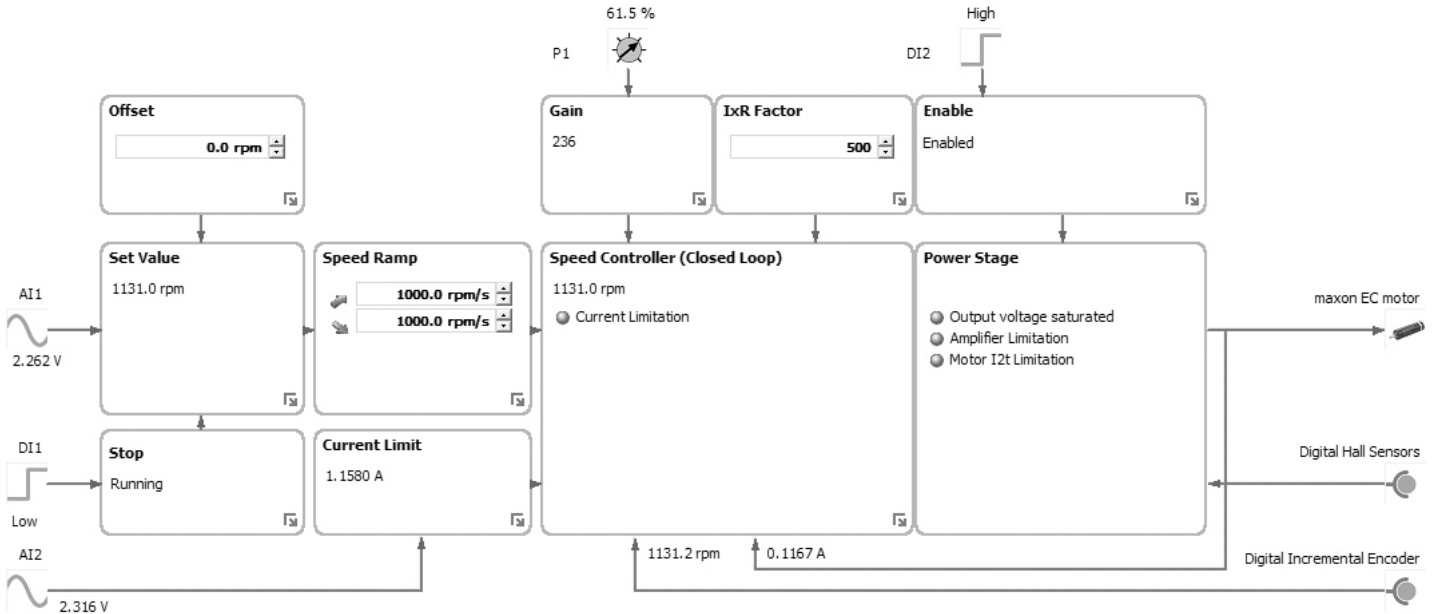 61.5 %
High
P1
DI2
Offset
0.0 rpm
Gain
236
IxR Factor
500
Enable
Enabled
Set Value
1131.0 rpm
Speed Ramp
1000.0 rpm/s
1000.0 rpm/s
Speed Controller (Closed Loop)
1131.0 rpm
Current Limitation
Power Stage
Output voltage saturated
Amplifier Limitation
Motor I2t Limitation
AI1
2.262 V
maxon EC motor
DI1
Low
Stop
Running
Current Limit
1.1580 A
Digital Hall Sensors
AI2
2.316 V
1131.2 rpm
0.1167 A
Digital Incremental Encoder